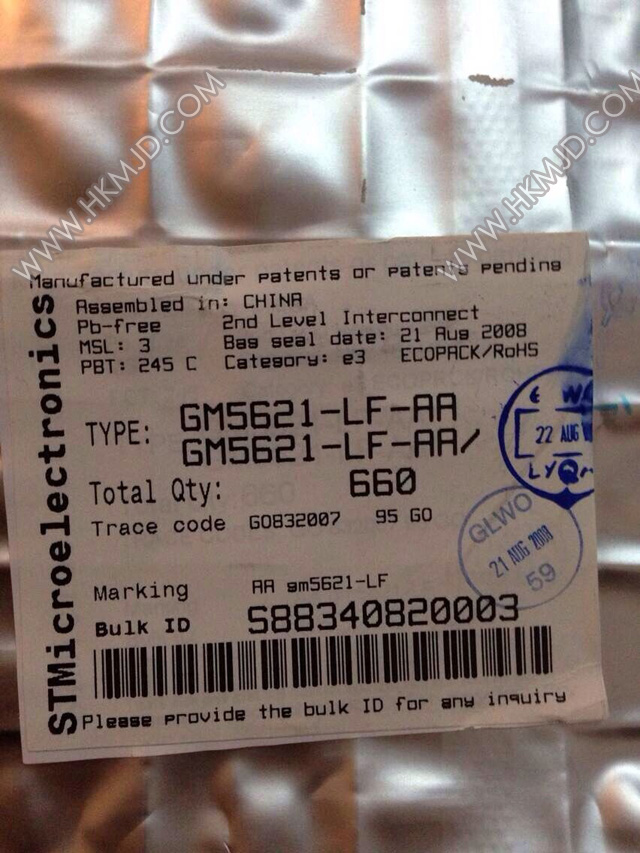 WWW.HKMJD.COM
WWW.HKMJD.COM
Manufactured under patents or patents pending
Assembled in: CHINA
Pb-free 2nd Level Interconnect
MSL: 3 Bag seal date: 21 Aug 2008
PBT: 245 C Category: e3 ECOPACK/RoHS
TYPE: GM5621-LF-AA
GM5621-LF-AA/
Total Qty: 660
Trace code GO832007 95 GO
Marking AA gm5621-LF
Bulk ID S88340820003
Please provide the bulk ID for any inquiry
STMicroelectronics
22 AUG
GLWO
21 AUG 2008
59